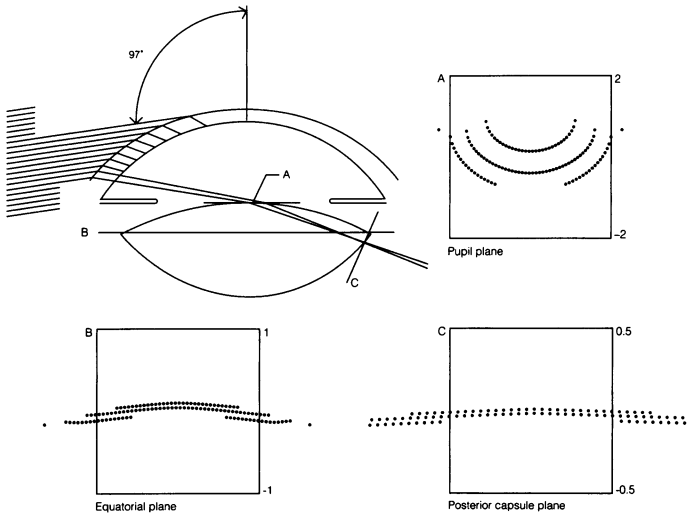 97°
A
B
C
A
2
-2
Pupil plane
B
1
-1
Equatorial plane
C
0.5
-0.5
Posterior capsule plane